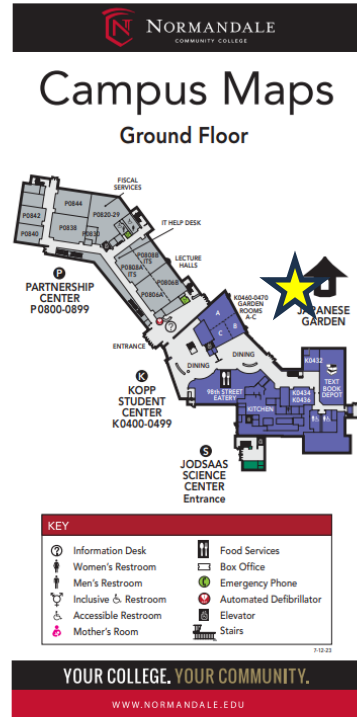 NORMANDALE
COMMUNITY COLLEGE
Campus Maps
Ground Floor
FISCAL
SERVICES
P0844
P0842
P0820-29
P0838
P0840
P0830
IT HELP DESK
P0808B
ITS
P0808A
ITS
LECTURE
HALLS
P0806B
P0806A
P
PARTNERSHIP
CENTER
P0800-0899
K0460-0470
GARDEN
ROOMS
A-C
A
B
C
JAPANESE
GARDEN
ENTRANCE
DINING
DINING
K0432
TEXT
BOOK
DEPOT
K
KOPP
STUDENT
CENTER
K0400-0499
98th STREET
EATERY
K0434
K0436
KITCHEN
S
JODSAAS
SCIENCE
CENTER
Entrance
KEY
Information Desk
Women's Restroom
Men's Restroom
Inclusive Restroom
Accessible Restroom
Mother's Room
Food Services
Box Office
Emergency Phone
Automated Defibrillator
Elevator
Stairs
7-12-23
YOUR COLLEGE. YOUR COMMUNITY.
WWW.NORMANDALE.EDU